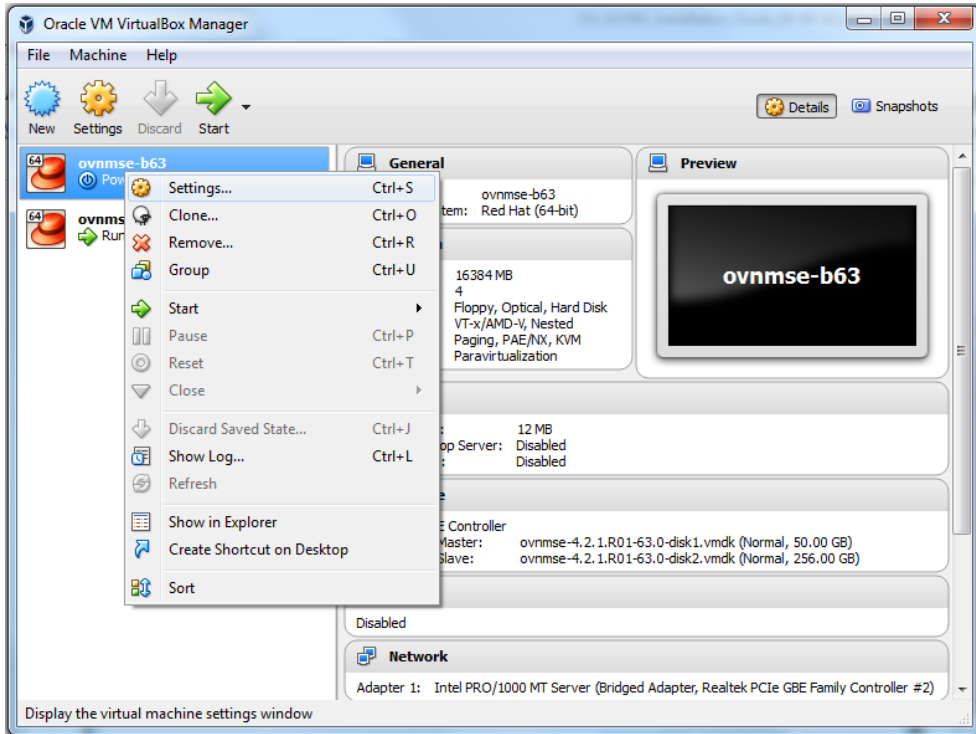 Oracle VM VirtualBox Manager
File Machine Help
New Settings Discard Start
Details Snapshots
64 ovnmse-b63
Pow
64 ovnms
Run
Settings... Ctrl+S
Clone... Ctrl+O
Remove... Ctrl+R
Group Ctrl+U
Start
Pause Ctrl+P
Reset Ctrl+T
Close
Discard Saved State... Ctrl+J
Show Log... Ctrl+L
Refresh
Show in Explorer
Create Shortcut on Desktop
Sort
General
ovnmse-b63
tem: Red Hat (64-bit)
16384 MB
4
Floppy, Optical, Hard Disk
VT-x/AMD-V, Nested
Paging, PAE/NX, KVM
Paravirtualization
Preview
ovnmse-b63
: 12 MB
op Server: Disabled
: Disabled
E Controller
Master: ovnmse-4.2.1.R01-63.0-disk1.vmdk (Normal, 50.00 GB)
Slave: ovnmse-4.2.1.R01-63.0-disk2.vmdk (Normal, 256.00 GB)
Disabled
Network
Adapter 1: Intel PRO/1000 MT Server (Bridged Adapter, Realtek PCIe GBE Family Controller #2)
Display the virtual machine settings window